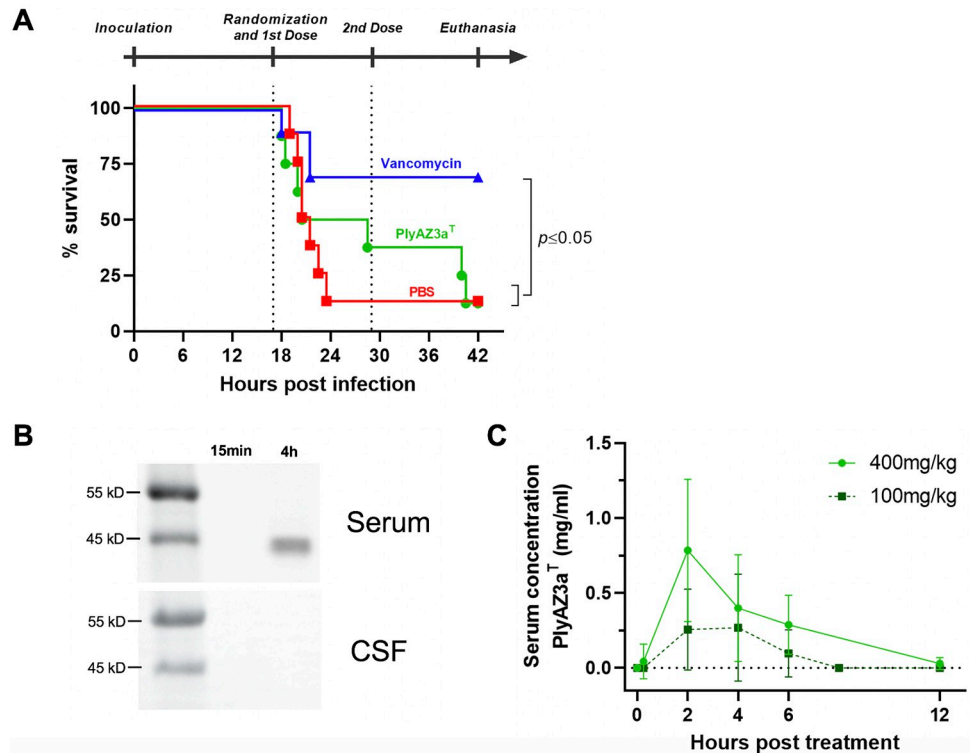 A
Inoculation
Randomization
and 1st Dose
2nd Dose
Euthanasia
100
75
50
25
0
% survival
Vancomycin
PlyAZ3aᵀ
PBS
p≤0.05
0 6 12 18 24 30 36 42
Hours post infection
B
15min 4h
55 kD
45 kD
Serum
55 kD
45 kD
CSF
C
1.5
1.0
0.5
0.0
Serum concentration
PlyAZ3aᵀ (mg/ml)
400mg/kg
100mg/kg
0 2 4 6 12
Hours post treatment